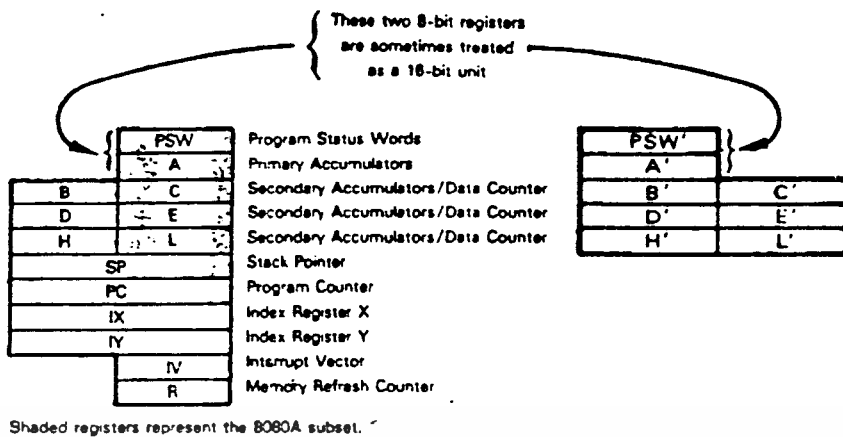 These two 8-bit registers
are sometimes treated
as a 16-bit unit
PSW Program Status Words PSW'
A Primary Accumulators A'
B C Secondary Accumulators/Data Counter B' C'
D E Secondary Accumulators/Data Counter D' E'
H L Secondary Accumulators/Data Counter H' L'
SP Stack Pointer
PC Program Counter
IX Index Register X
IY Index Register Y
IV Interrupt Vector
R Memory Refresh Counter
Shaded registers represent the 8080A subset.